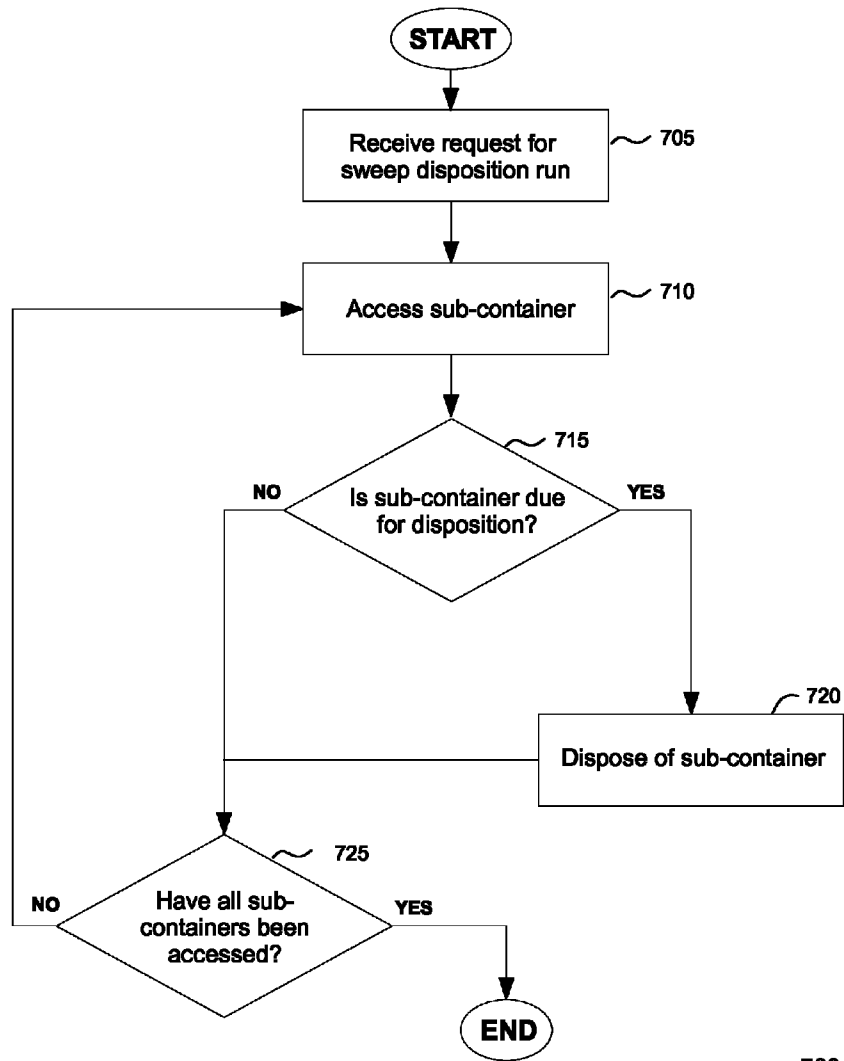 START
Receive request for
sweep disposition run
705
Access sub-container
710
715
NO
Is sub-container due
for disposition?
YES
720
Dispose of sub-container
725
NO
Have all sub-
containers been
accessed?
YES
END